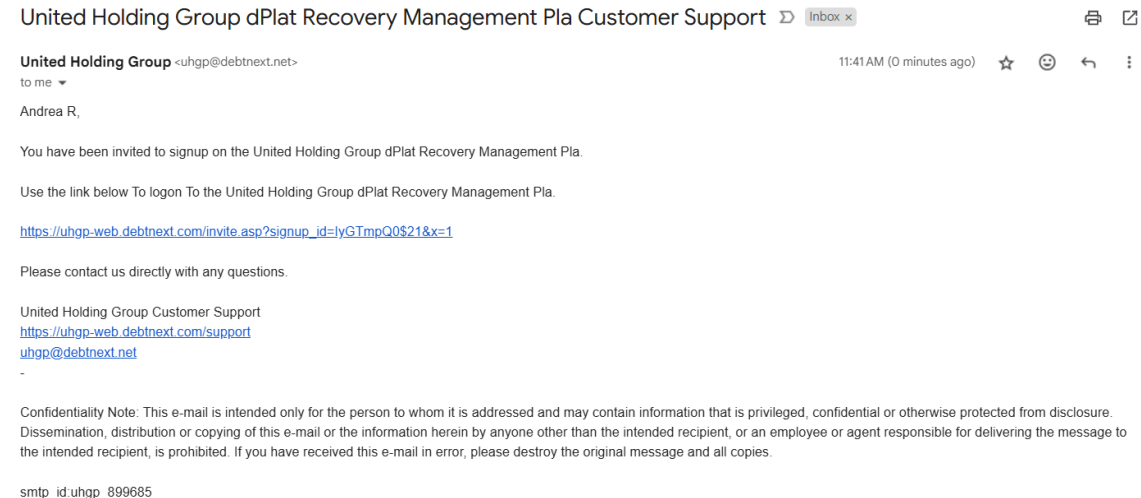 United Holding Group dPlat Recovery Management Pla Customer Support Inbox ×
United Holding Group <uhgp@debtnext.net> 11:41 AM (0 minutes ago)
to me
Andrea R,
You have been invited to signup on the United Holding Group dPlat Recovery Management Pla.
Use the link below To logon To the United Holding Group dPlat Recovery Management Pla.
https://uhgp-web.debtnext.com/invite.asp?signup_id=IyGTmpQ0$21&x=1
Please contact us directly with any questions.
United Holding Group Customer Support
https://uhgp-web.debtnext.com/support
uhgp@debtnext.net
-
Confidentiality Note: This e-mail is intended only for the person to whom it is addressed and may contain information that is privileged, confidential or otherwise protected from disclosure.
Dissemination, distribution or copying of this e-mail or the information herein by anyone other than the intended recipient, or an employee or agent responsible for delivering the message to
the intended recipient, is prohibited. If you have received this e-mail in error, please destroy the original message and all copies.
smtp_id:uhgp_899685